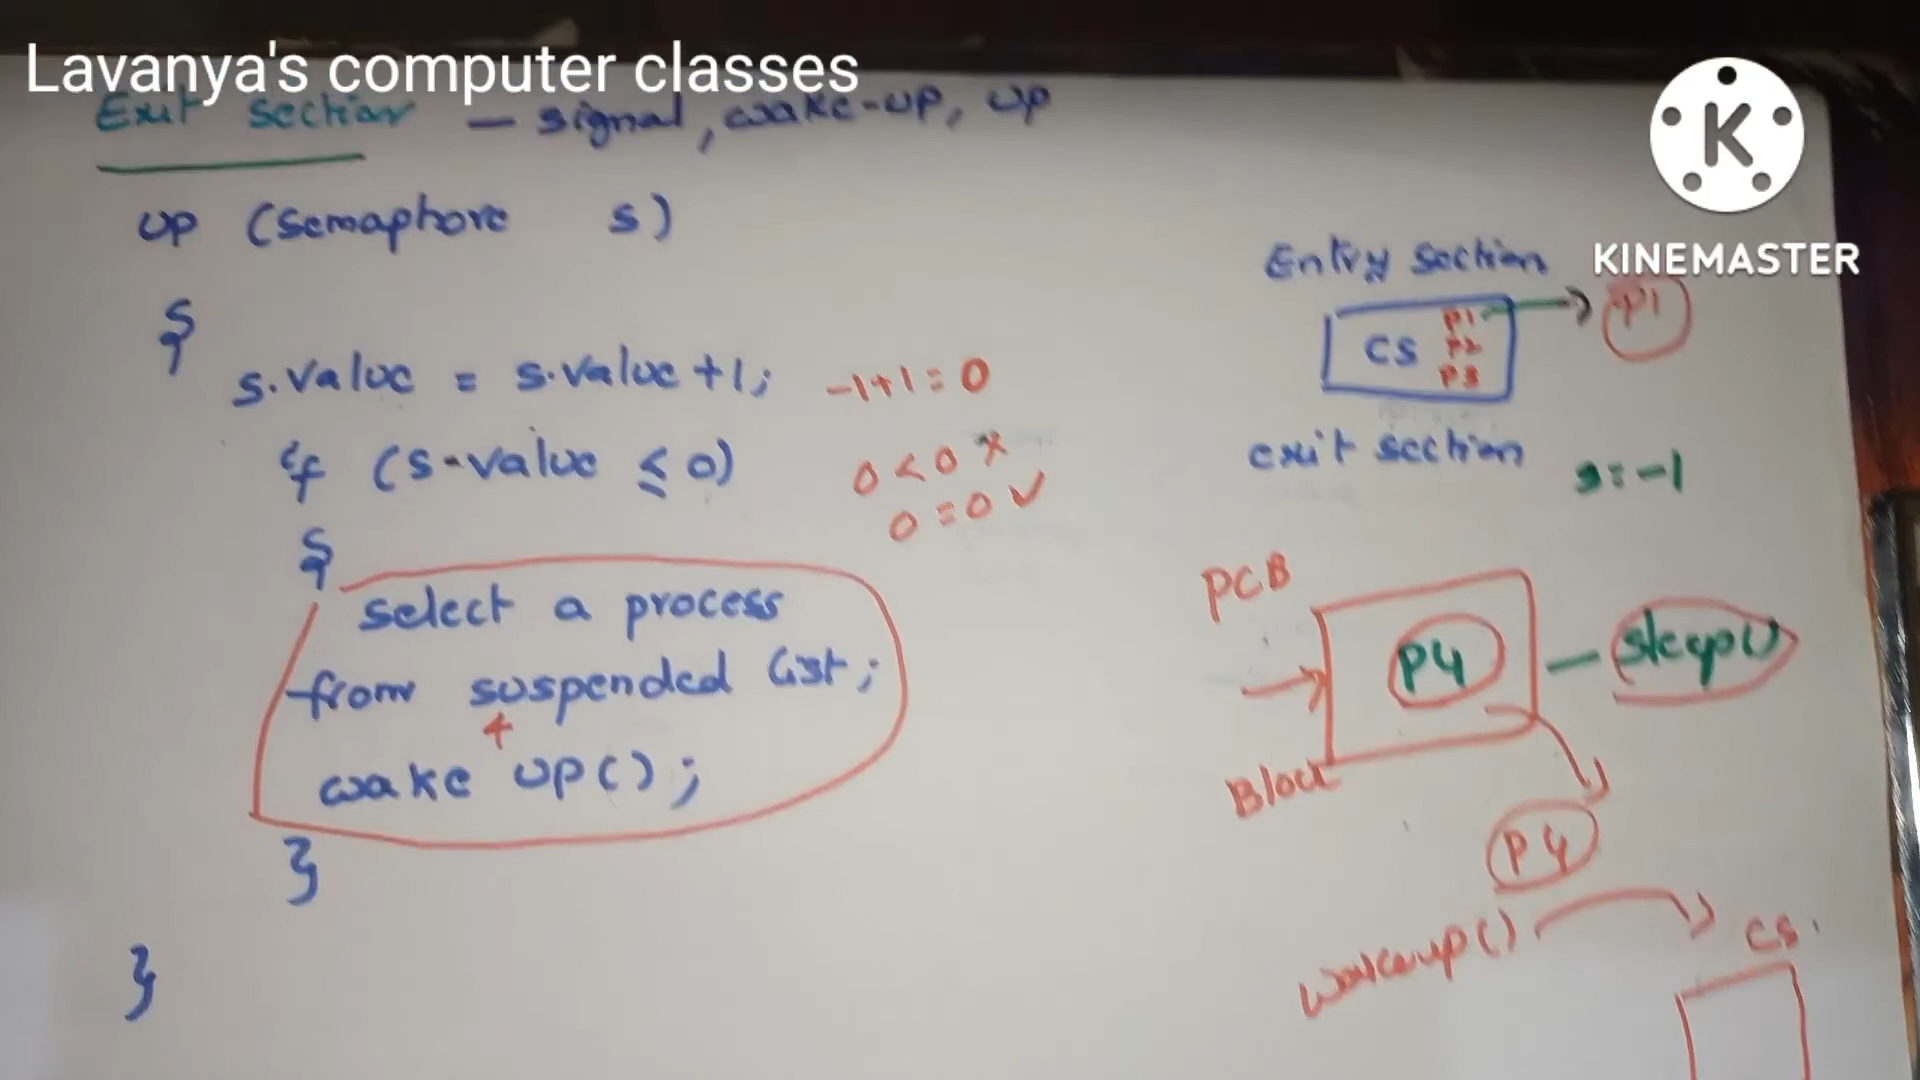 Lavanya's computer classes
Exit section — signal, wake-up, up
K
KINEMASTER
up (Semaphore s)
{
s.value = s.value +1;
-1+1=0
if (s.value ≤ 0)
0 < 0 ×
0 = 0 ✓
{
select a process
from suspended list;
wake up();
}
}
Entry section
CS P1 P2 P3
P1
exit section
s=-1
PCB
P4 — sleep()
Block
P4
wakeup()
CS.